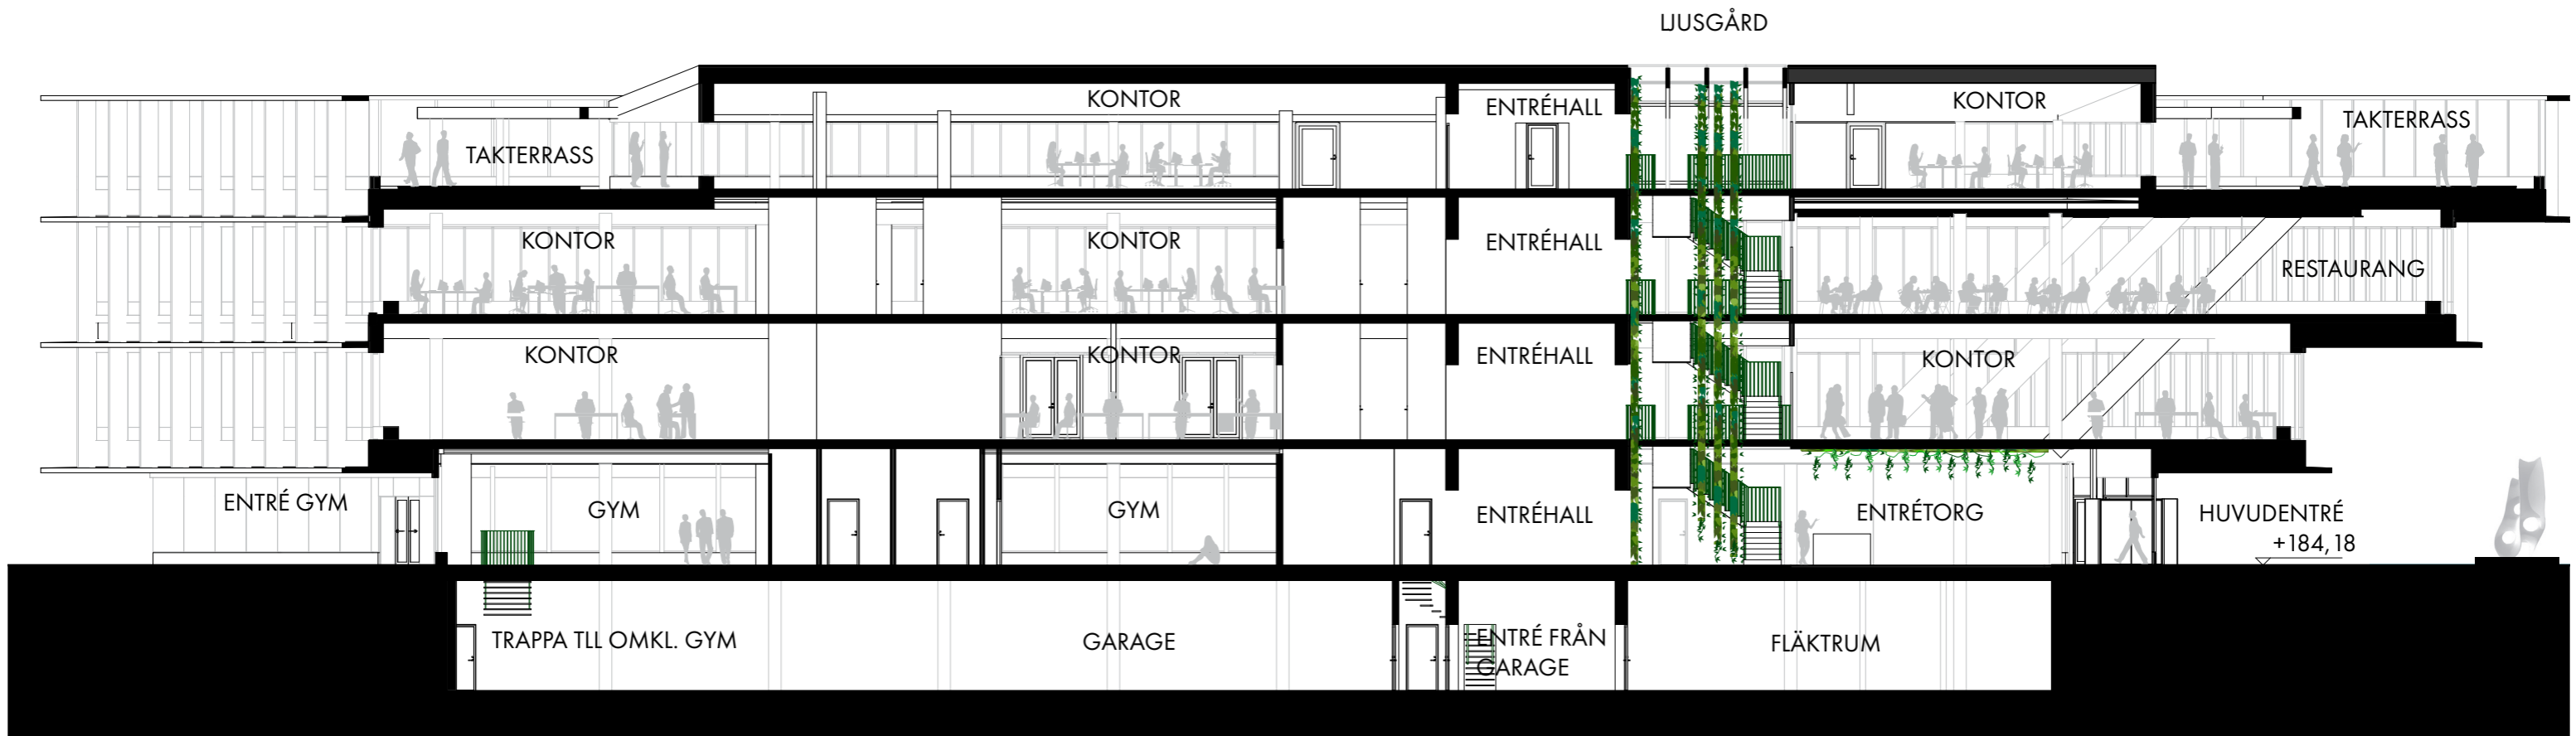 LJUSGÅRD
KONTOR
ENTRÉHALL
KONTOR
TAKTERRASS
TAKTERRASS
KONTOR
KONTOR
ENTRÉHALL
RESTAURANG
KONTOR
KONTOR
ENTRÉHALL
KONTOR
ENTRÉ GYM
GYM
GYM
ENTRÉHALL
ENTRÉTORG
HUVUDENTRÉ
+184,18
TRAPPA TLL OMKL. GYM
GARAGE
ENTRÉ FRÅN
GARAGE
FLÄKTRUM